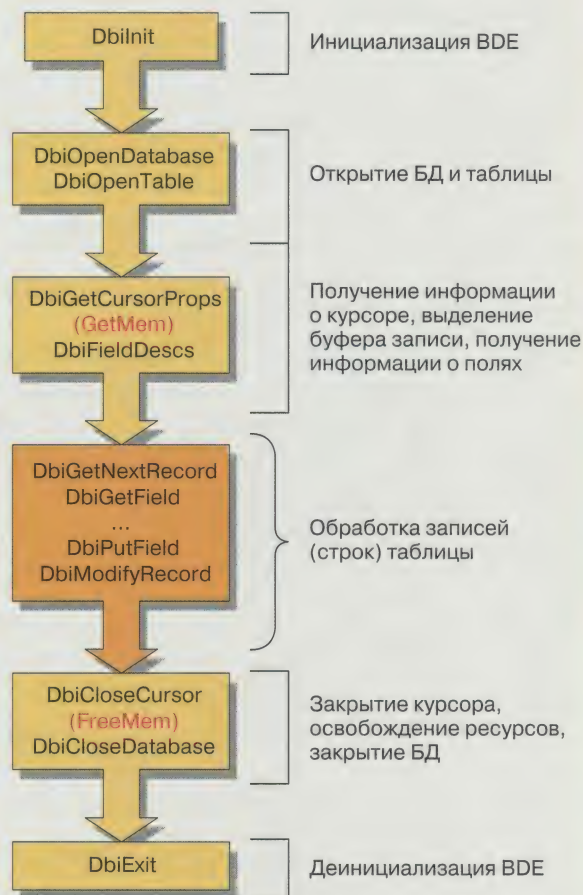 DbiInit
Инициализация BDE
DbiOpenDatabase
DbiOpenTable
Открытие БД и таблицы
DbiGetCursorProps
(GetMem)
DbiFieldDescs
Получение информации
о курсоре, выделение
буфера записи, получение
информации о полях
DbiGetNextRecord
DbiGetField
...
DbiPutField
DbiModifyRecord
Обработка записей
(строк) таблицы
DbiCloseCursor
(FreeMem)
DbiCloseDatabase
Закрытие курсора,
освобождение ресурсов,
закрытие БД
DbiExit
Деинициализация BDE